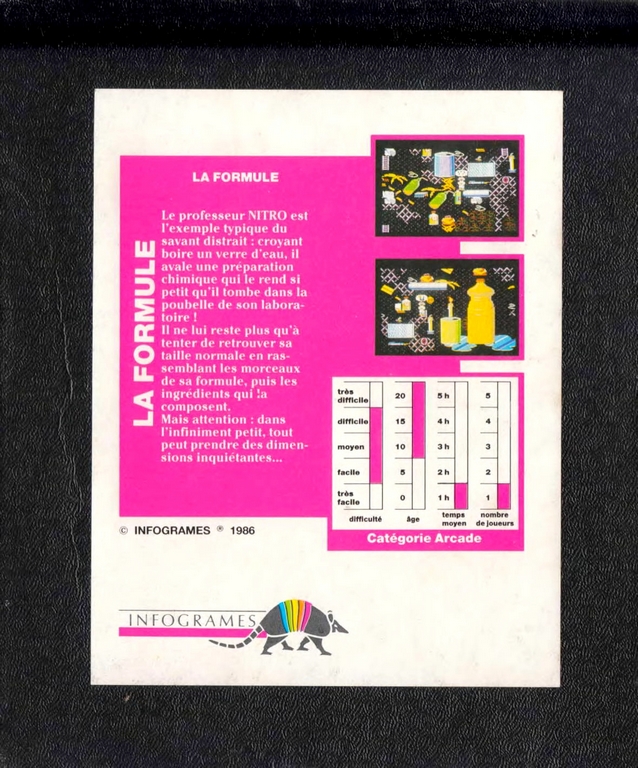 LA FORMULE
LA FORMULE
Le professeur NITRO est
l'exemple typique du
savant distrait : croyant
boire un verre d'eau, il
avale une préparation
chimique qui le rend si
petit qu'il tombe dans la
poubelle de son labora-
toire !
Il ne lui reste plus qu'à
tenter de retrouver sa
taille normale en ras-
semblant les morceaux
de sa formule, puis les
ingrédients qui la
composent.
Mais attention : dans
l'infiniment petit, tout
peut prendre des dimen-
sions inquiétantes...
très difficile 20 5 h 5
difficile 15 4 h 4
moyen 10 3 h 3
facile 5 2 h 2
très facile 0 1 h 1
difficulté âge temps moyen nombre de joueurs
Catégorie Arcade
© INFOGRAMES ® 1986
INFOGRAMES